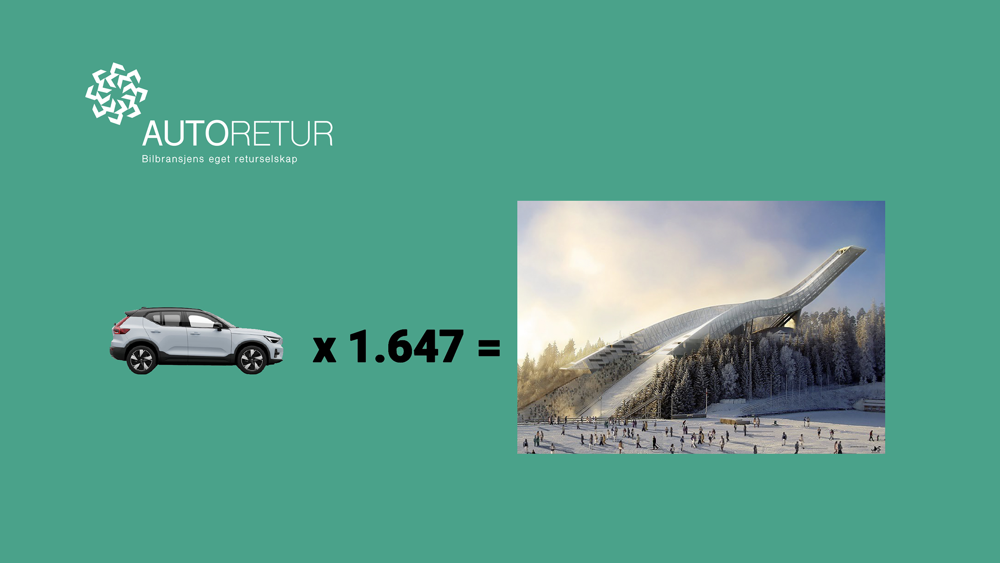 AUTORETUR
Bilbransjens eget returselskap
x 1.647 =